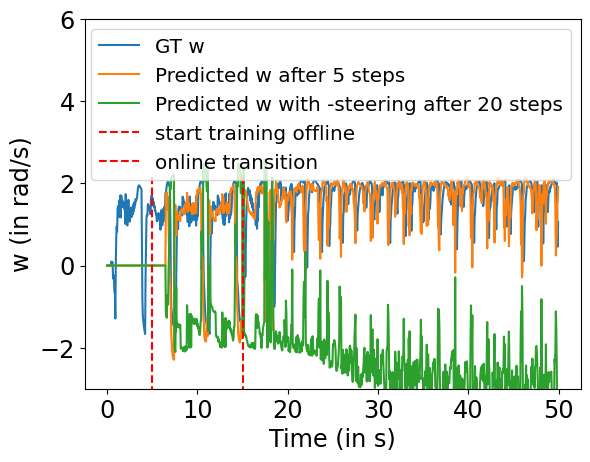 6
4
2
0
−2
w (in rad/s)
GT w
Predicted w after 5 steps
Predicted w with -steering after 20 steps
start training offline
online transition
0 10 20 30 40 50
Time (in s)